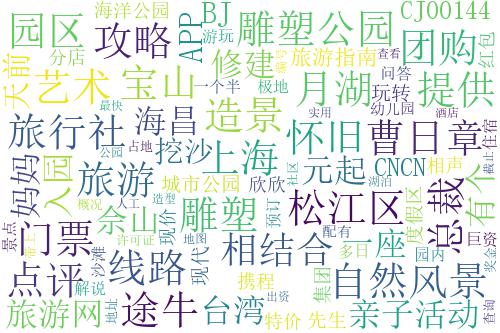 海洋公园 BJ CJ00144
园区 攻略 APP 雕塑公园 团购 红包
分店 游玩 旅游指南 查看
天前 艺术 宝山 修建 月湖 提供
一个半 极地 问答 玩转 幼儿园 酒店
旅行社 海昌 造景 怀旧 曹日章 住宿
最快 占地 实用 截止
妈妈 入园 挖沙 上海 元起 CNCN 相声 有个
公园 旅游 城市公园 欣欣 社区 湖泊
佘山 雕塑 松江区 总裁 度假区
概况 人工 造型 预订 配有 巨资
景点 门票 现价 相结合 一座
沙滩 许可证 地图 现代 多日 园内 奖金
点评 线路 携程 集团 自然风景
解说 地址 出资 查询
旅游网 途牛 台湾 特价 先生 亲子活动